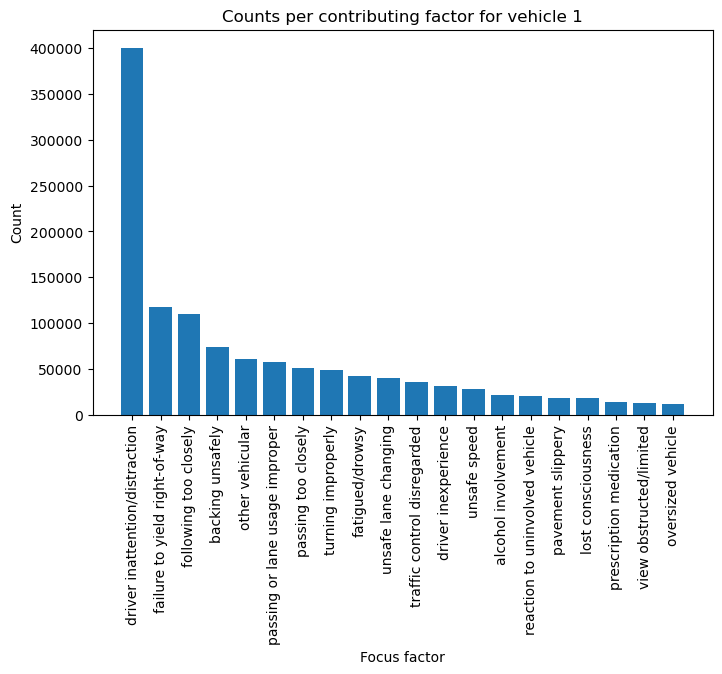 Counts per contributing factor for vehicle 1
Count
400000
350000
300000
250000
200000
150000
100000
50000
0
driver inattention/distraction
failure to yield right-of-way
following too closely
backing unsafely
other vehicular
passing or lane usage improper
passing too closely
turning improperly
fatigued/drowsy
unsafe lane changing
traffic control disregarded
driver inexperience
unsafe speed
alcohol involvement
reaction to uninvolved vehicle
pavement slippery
lost consciousness
prescription medication
view obstructed/limited
oversized vehicle
Focus factor